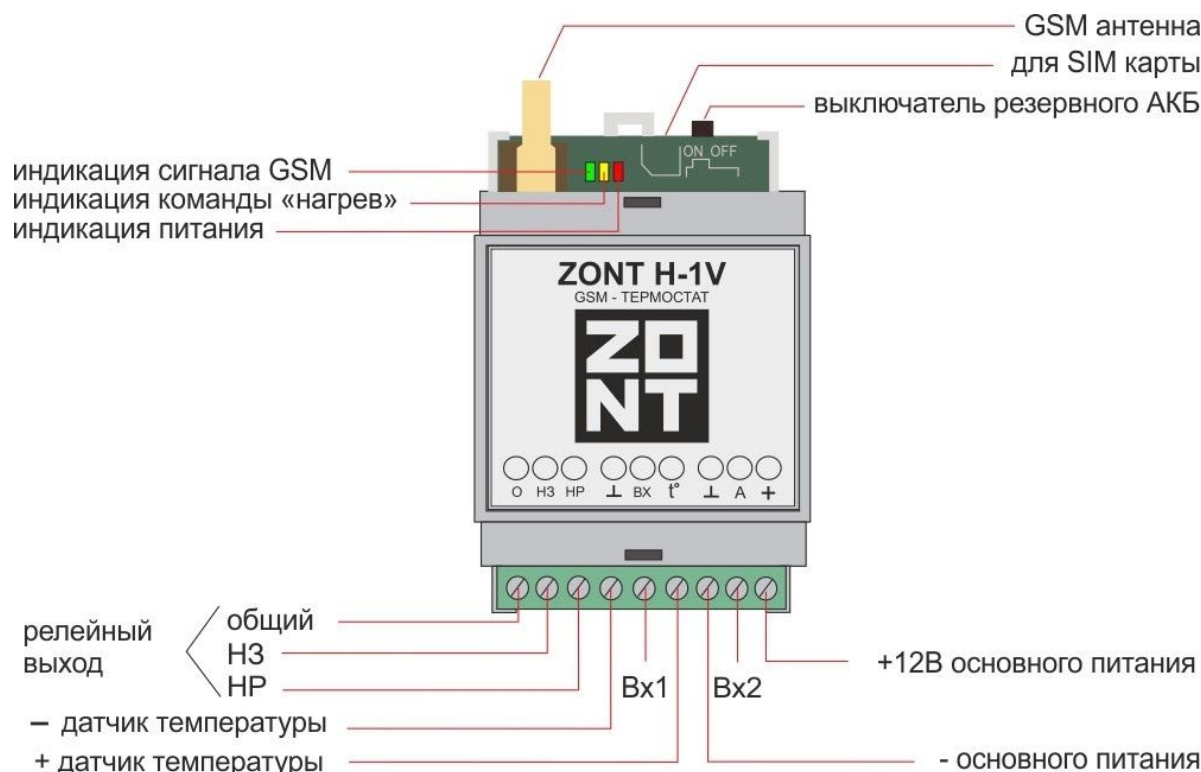 GSM антенна
для SIM карты
выключатель резервного АКБ
ON OFF
индикация сигнала GSM
индикация команды «нагрев»
индикация питания
ZONT H-1V
GSM - ТЕРМОСТАТ
ZO
NT
О НЗ НР ⊥ ВХ t° ⊥ А +
релейный
выход
общий
НЗ
НР
Вх1
Вх2
+12В основного питания
– датчик температуры
+ датчик температуры
- основного питания